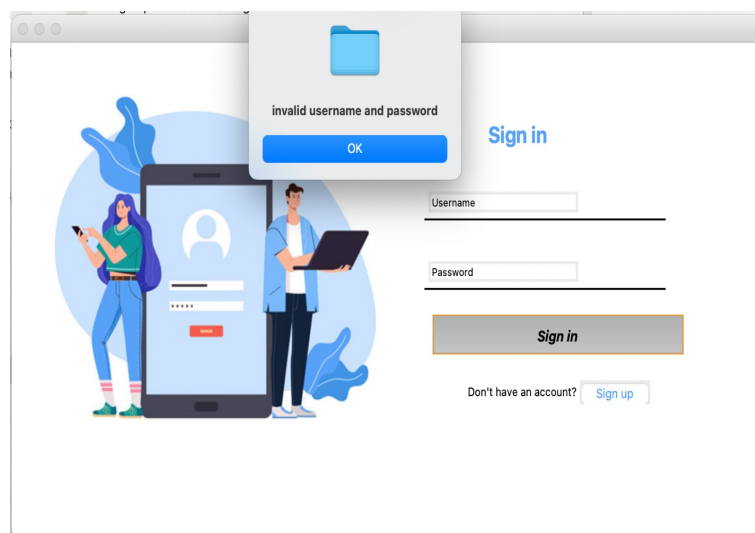 invalid username and password
OK
Sign in
Username
Password
Sign in
Don't have an account? Sign up